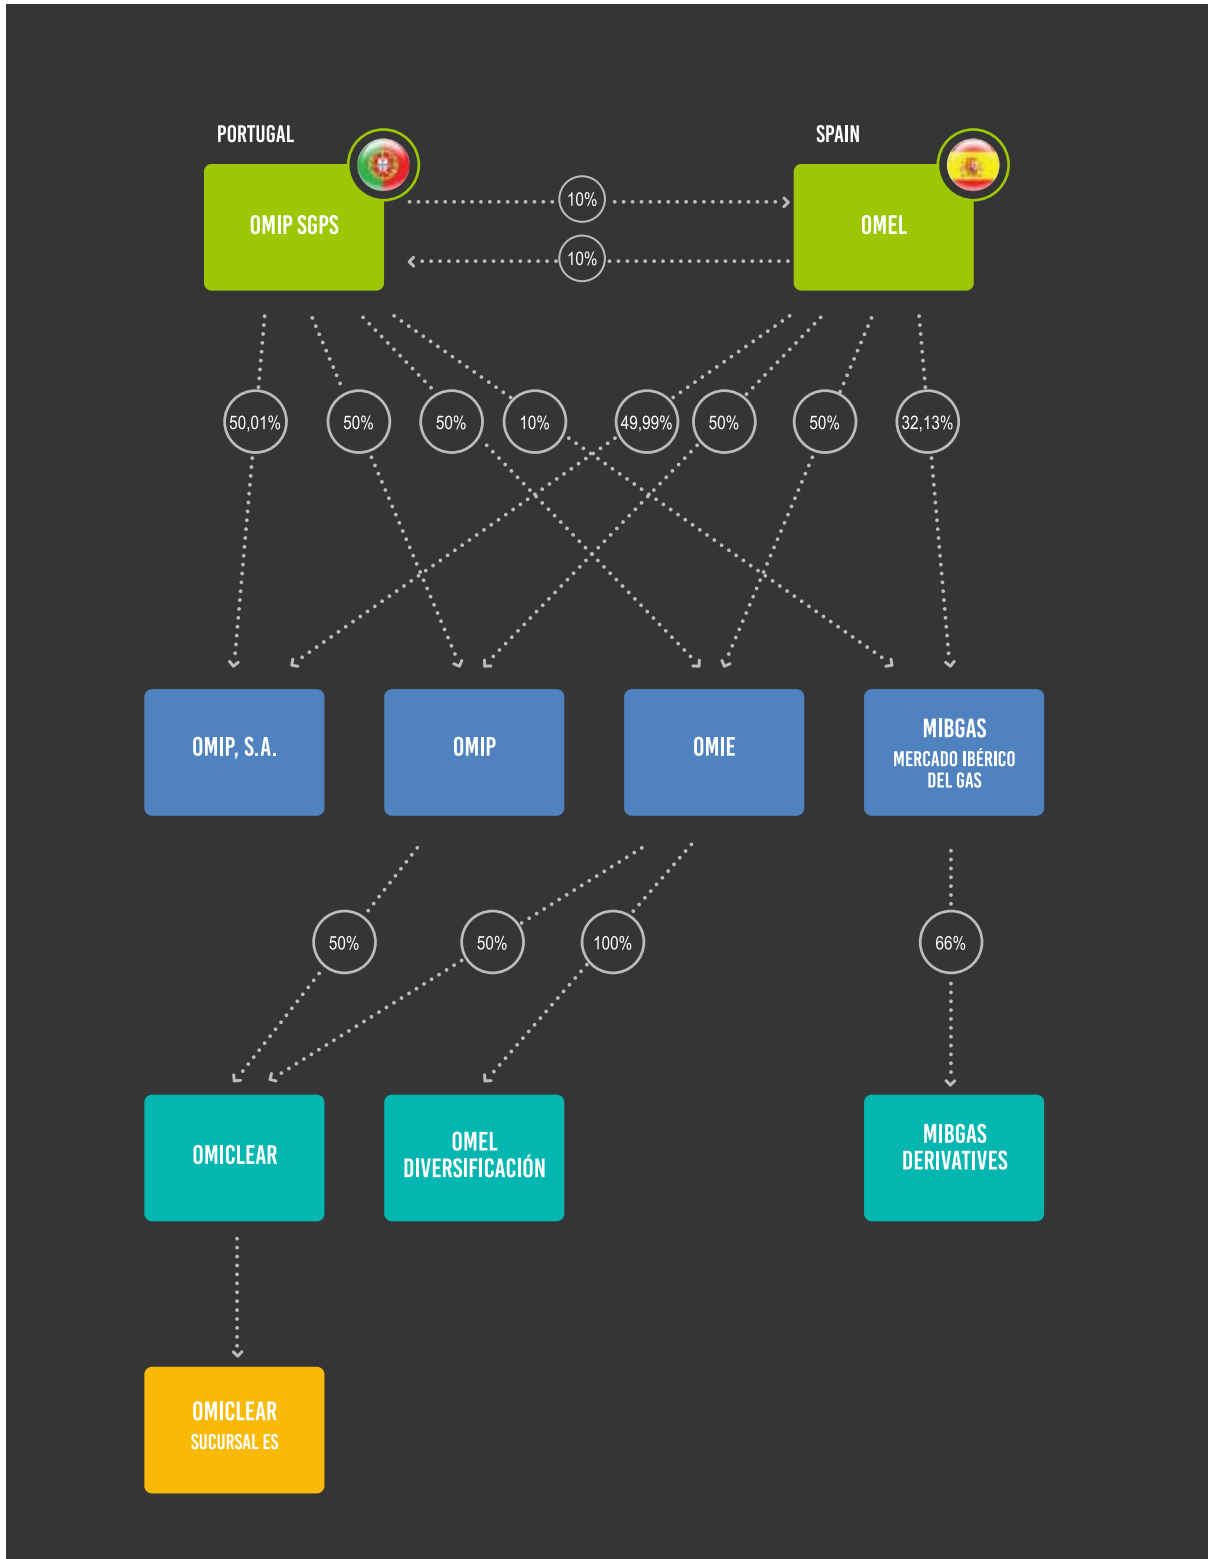 PORTUGAL
SPAIN
OMIP SGPS
10%
10%
OMEL
50,01%
50%
50%
10%
49,99%
50%
50%
32,13%
OMIP, S.A.
OMIP
OMIE
MIBGAS
MERCADO IBÉRICO
DEL GAS
50%
50%
100%
66%
OMICLEAR
OMEL
DIVERSIFICACIÓN
MIBGAS
DERIVATIVES
OMICLEAR
SUCURSAL ES